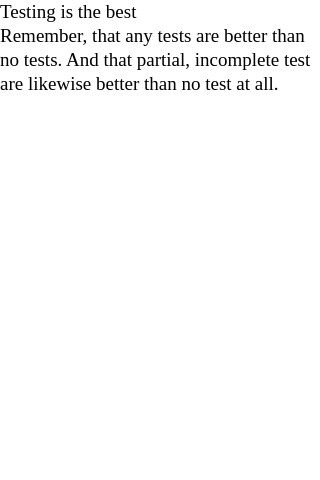 Testing is the best
Remember, that any tests are better than
no tests. And that partial, incomplete test
are likewise better than no test at all.